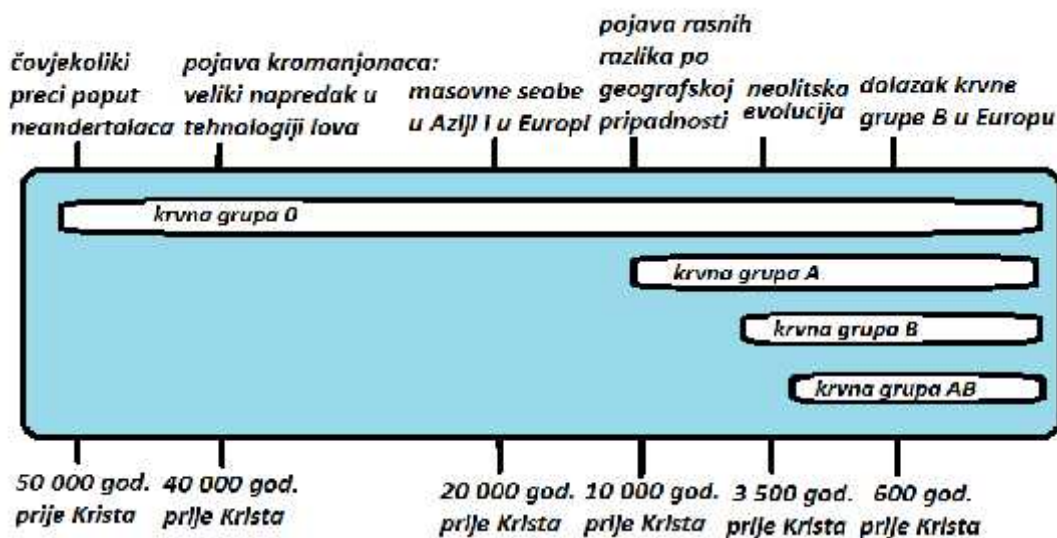 čovjekoliki
preci poput
neandertalaca
pojava kromanjonaca:
veliki napredak u
tehnologiji lova
masovne seobe
u Aziji i u Europi
pojava rasnih
razlika po
geografskoj
pripadnosti
neolitska
evolucija
dolazak krvne
grupe B u Europu
krvna grupa 0
krvna grupa A
krvna grupa B
krvna grupa AB
50 000 god.
prije Krista
40 000 god.
prije Krista
20 000 god.
prije Krista
10 000 god.
prije Krista
3 500 god.
prije Krista
600 god.
prije Krista